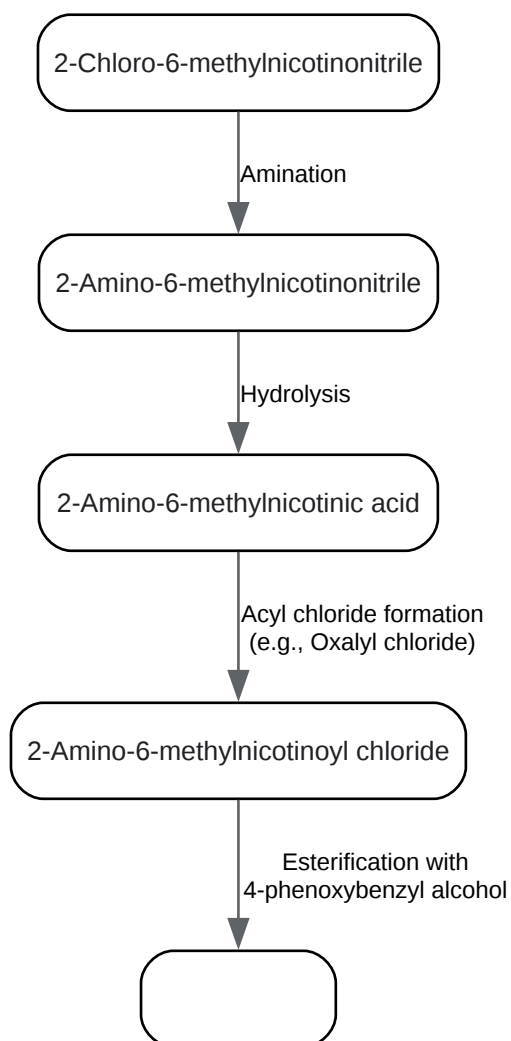 2-Chloro-6-methylnicotinonitrile
Amination
2-Amino-6-methylnicotinonitrile
Hydrolysis
2-Amino-6-methylnicotinic acid
Acyl chloride formation
(e.g., Oxalyl chloride)
2-Amino-6-methylnicotinoyl chloride
Esterification with
4-phenoxybenzyl alcohol